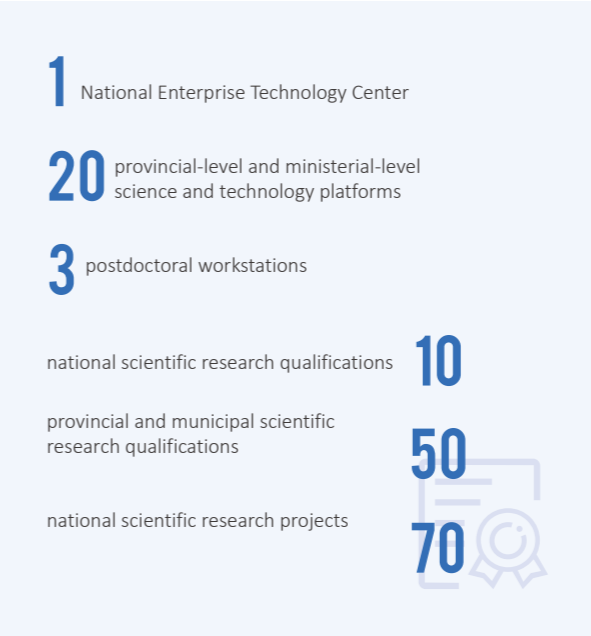 1 National Enterprise Technology Center
20 provincial-level and ministerial-level
science and technology platforms
3 postdoctoral workstations
national scientific research qualifications 10
provincial and municipal scientific
research qualifications 50
national scientific research projects 70